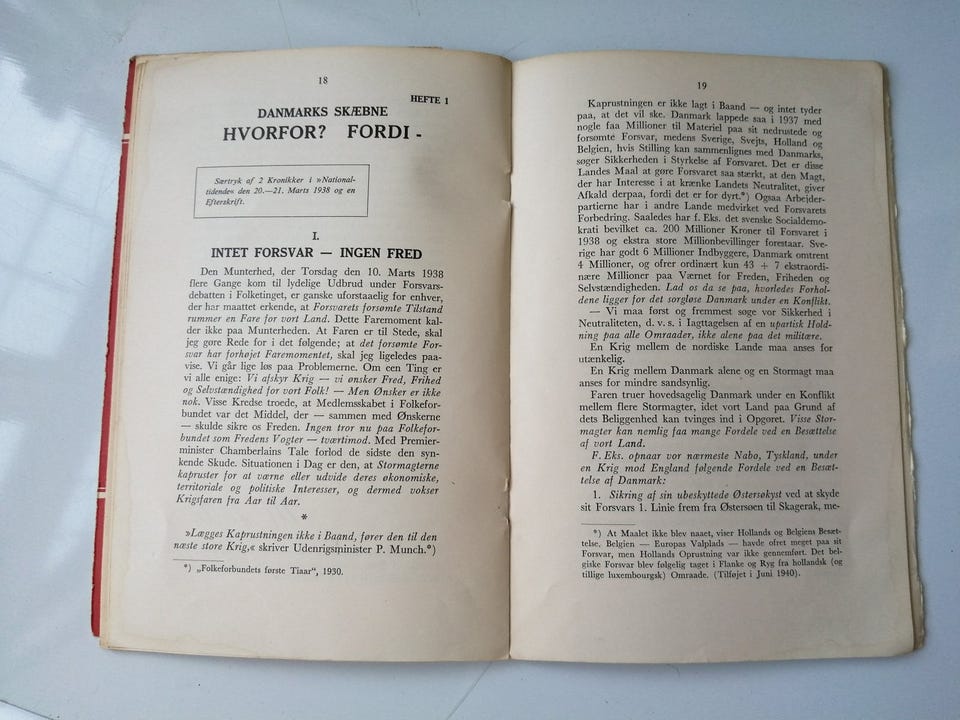 18
HEFTE 1
DANMARKS SKÆBNE
HVORFOR? FORDI -
Særtryk af 2 Kronikker i »National-
tidende« den 20.—21. Marts 1938 og en
Efterskrift.
I.
INTET FORSVAR — INGEN FRED
Den Munterhed, der Torsdag den 10. Marts 1938
flere Gange kom til lydelige Udbrud under Forsvars-
debatten i Folketinget, er ganske uforstaaelig for enhver,
der har maattet erkende, at Forsvarets forsømte Tilstand
rummer en Fare for vort Land. Dette Faremoment kal-
der ikke paa Munterheden. At Faren er til Stede, skal
jeg gøre Rede for i det følgende; at det forsømte For-
svar har forhøjet Faremomentet, skal jeg ligeledes paa-
vise. Vi går lige løs paa Problemerne. Om een Ting er
vi alle enige: Vi afskyr Krig — vi ønsker Fred, Frihed
og Selvstændighed for vort Folk! — Men Ønsker er ikke
nok. Visse Kredse troede, at Medlemsskabet i Folkefor-
bundet var det Middel, der — sammen med Ønskerne
— skulde sikre os Freden. Ingen tror nu paa Folkefor-
bundet som Fredens Vogter — tværtimod. Med Premier-
minister Chamberlains Tale forlod de sidste den syn-
kende Skude. Situationen i Dag er den, at Stormagterne
kapruster for at værne eller udvide deres økonomiske,
territoriale og politiske Interesser, og dermed vokser
Krigsfaren fra Aar til Aar.
*
»Lægges Kaprustningen ikke i Baand, fører den til den
næste store Krig,« skriver Udenrigsminister P. Munch.*)
*) „Folkeforbundets første Tiaar“, 1930.
19
Kaprustningen er ikke lagt i Baand — og intet tyder
paa, at det vil ske. Danmark lappede saa i 1937 med
nogle faa Millioner til Materiel paa sit nedrustede og
forsømte Forsvar, medens Sverige, Svejts, Holland og
Belgien, hvis Stilling kan sammenlignes med Danmarks,
søger Sikkerheden i Styrkelse af Forsvaret. Det er disse
Landes Maal at gøre Forsvaret saa stærkt, at den Magt,
der har Interesse i at krænke Landets Neutralitet, giver
Afkald derpaa, fordi det er for dyrt.*) Ogsaa Arbejder-
partierne har i andre Lande medvirket ved Forsvarets
Forbedring. Saaledes har f. Eks. det svenske Socialdemo-
krati bevilket ca. 200 Millioner Kroner til Forsvaret i
1938 og ekstra store Millionbevillinger forestaar. Sve-
rige har godt 6 Millioner Indbyggere, Danmark omtrent
4 Millioner, og ofrer ordinært kun 43 + 7 ekstraordi-
nære Millioner paa Værnet for Freden, Friheden og
Selvstændigheden. Lad os da se paa, hvorledes Forhol-
dene ligger for det sorgløse Danmark under en Konflikt.
— Vi maa først og fremmest søge vor Sikkerhed i
Neutraliteten, d. v. s. i Iagttagelsen af en upartisk Hold-
ning paa alle Omraader, ikke alene paa det militære.
En Krig mellem de nordiske Lande maa anses for
utænkelig.
En Krig mellem Danmark alene og en Stormagt maa
anses for mindre sandsynlig.
Faren truer hovedsagelig Danmark under en Konflikt
mellem flere Stormagter, idet vort Land paa Grund af
dets Beliggenhed kan tvinges ind i Opgøret. Visse Stor-
magter kan nemlig faa mange Fordele ved en Besættelse
af vort Land.
F. Eks. opnaar vor nærmeste Nabo, Tyskland, under
en Krig mod England følgende Fordele ved en Besæt-
telse af Danmark:
1. Sikring af sin ubeskyttede Østersøkyst ved at skyde
sit Forsvars 1. Linie frem fra Østersøen til Skagerak, me-
*) At Maalet ikke blev naaet, viser Hollands og Belgiens Besæt-
telse. Belgien — Europas Valplads — havde ofret meget paa sit
Forsvar, men Hollands Oprustning var ikke gennemført. Det bel-
giske Forsvar blev følgelig taget i Flanke og Ryg fra hollandsk (og
tillige luxembourgsk) Omraade. (Tilføjet i Juni 1940).